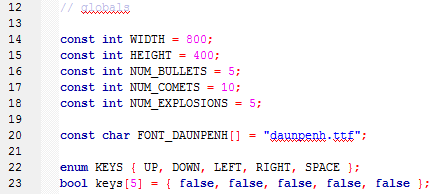 12 // globals
13
14 const int WIDTH = 800;
15 const int HEIGHT = 400;
16 const int NUM_BULLETS = 5;
17 const int NUM_COMETS = 10;
18 const int NUM_EXPLOSIONS = 5;
19
20 const char FONT_DAUNPENH[] = "daunpenh.ttf";
21
22 enum KEYS { UP, DOWN, LEFT, RIGHT, SPACE };
23 bool keys[5] = { false, false, false, false, false };